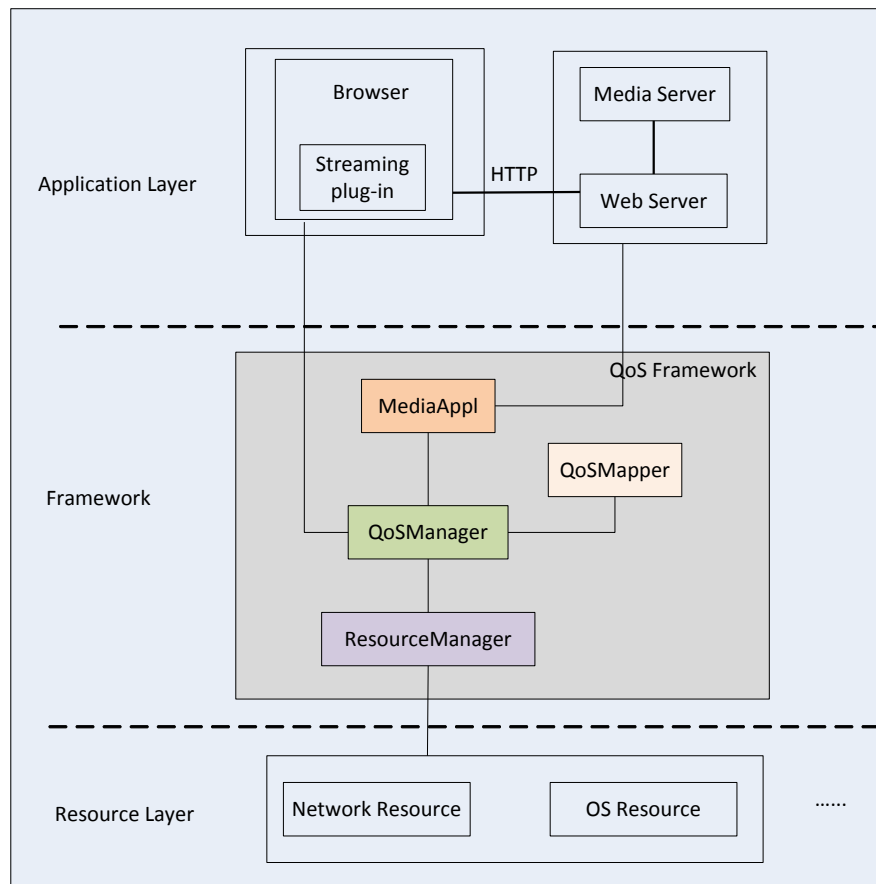 Browser
Media Server
Streaming
plug-in
HTTP
Application Layer
Web Server
QoS Framework
MediaAppl
QoSMapper
Framework
QoSManager
ResourceManager
Network Resource
OS Resource
......
Resource Layer